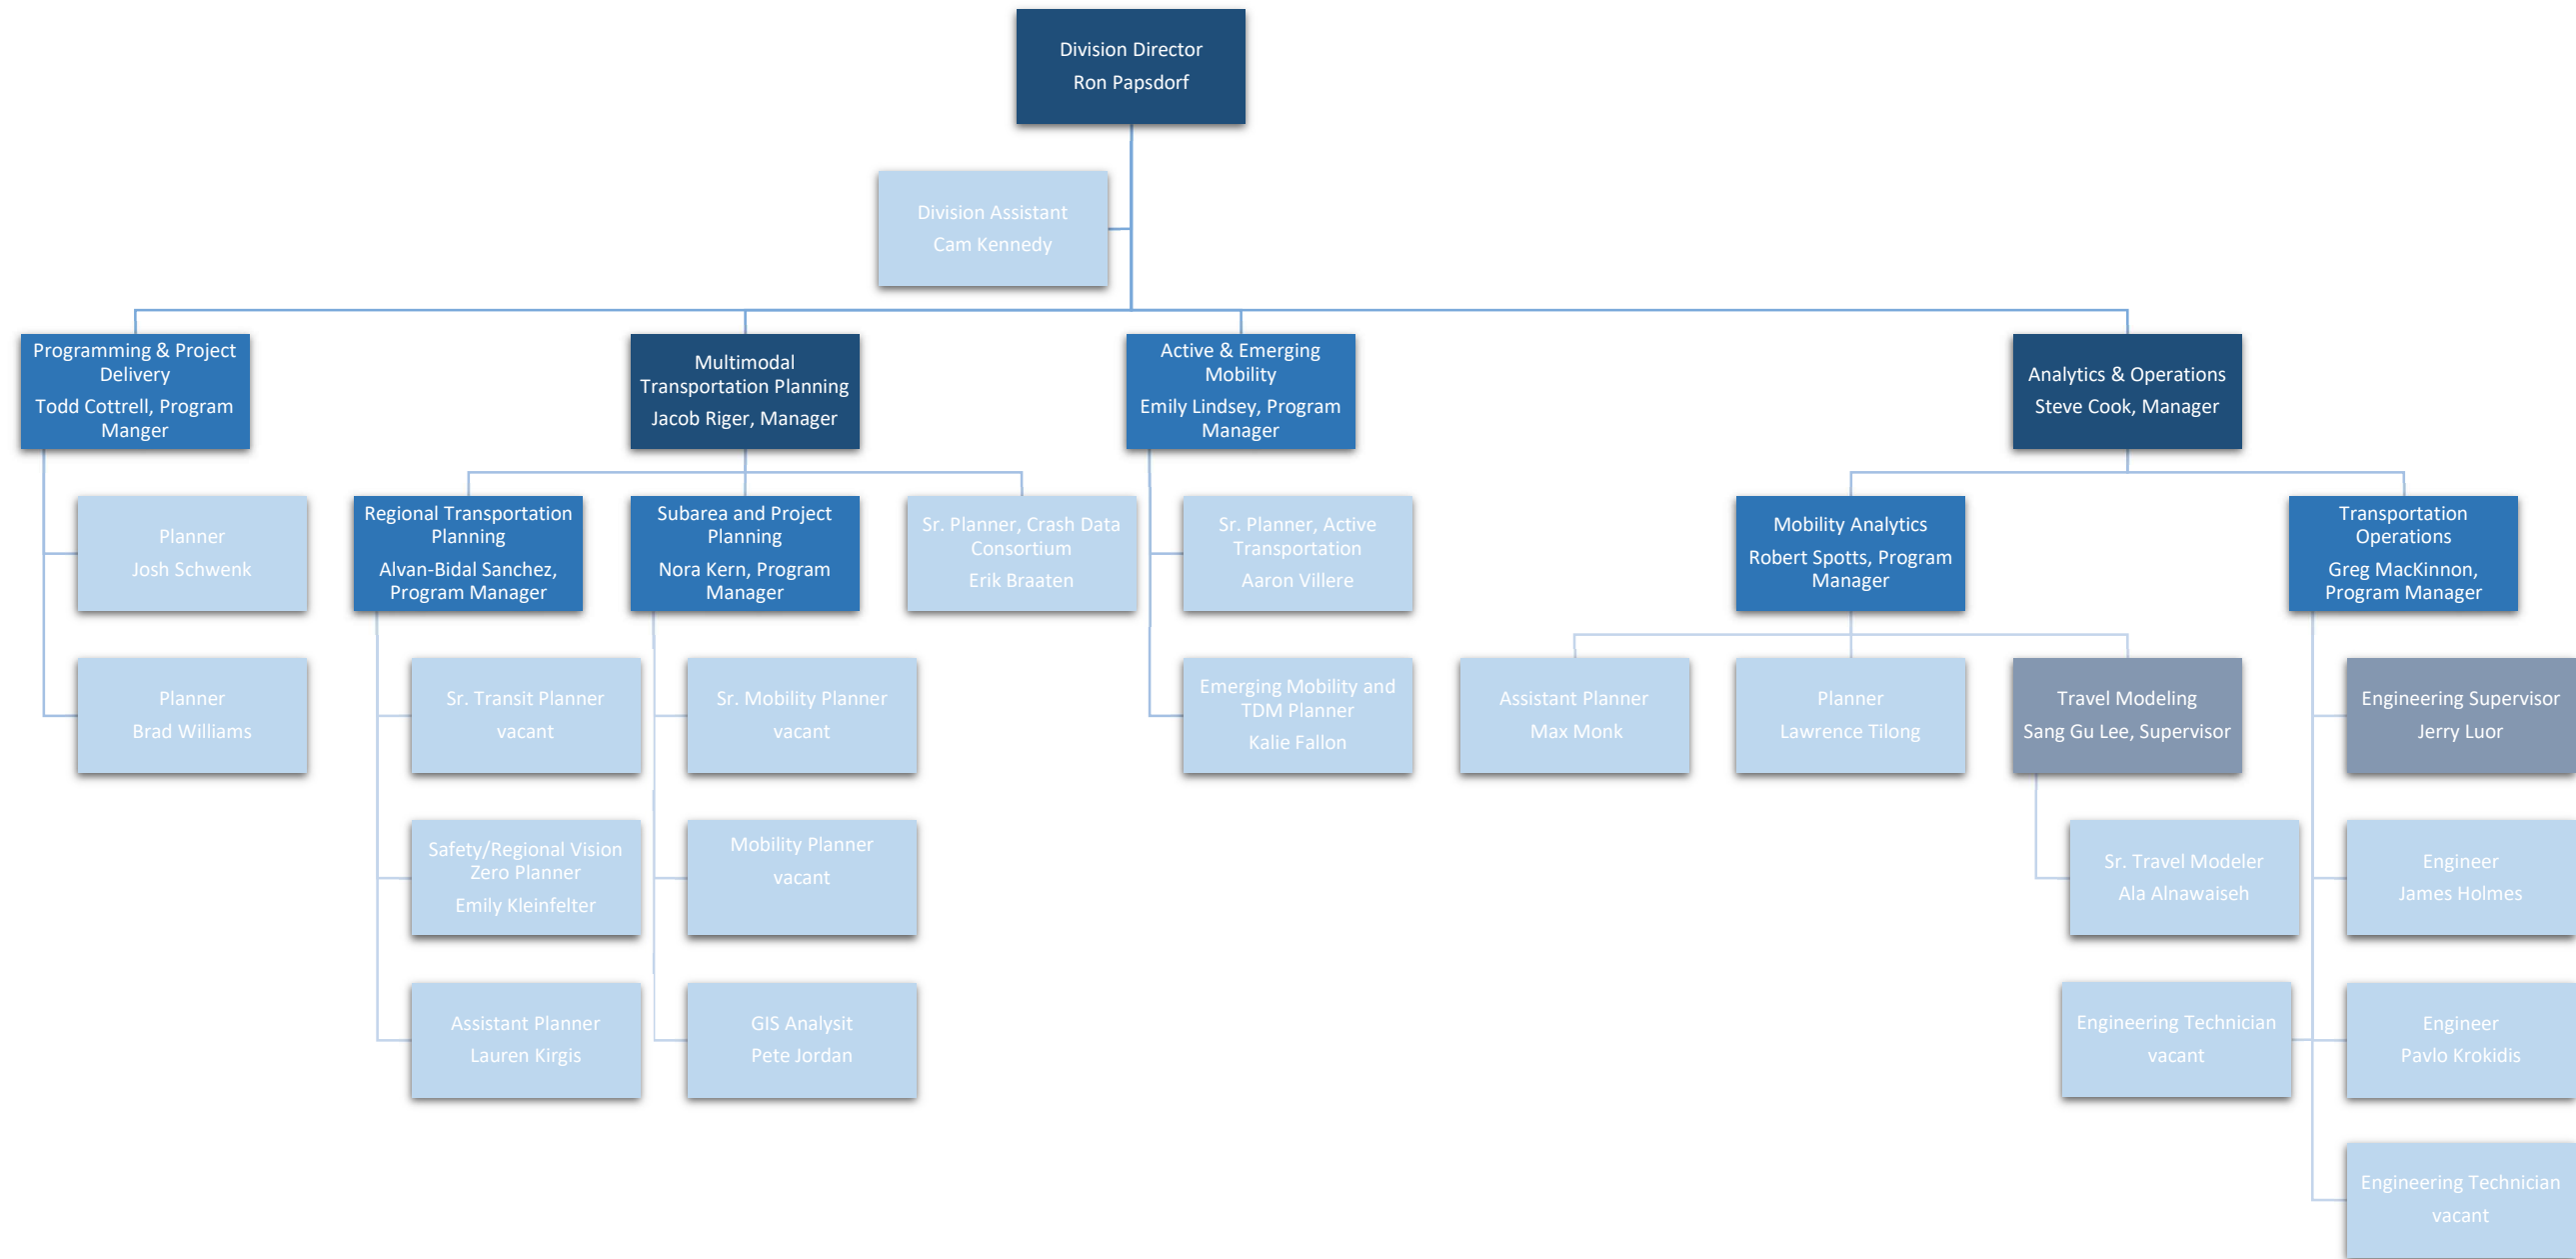 Division Director
Ron Papsdorf
Division Assistant
Cam Kennedy
Programming & Project
Delivery
Todd Cottrell, Program
Manger
Multimodal
Transportation Planning
Jacob Riger, Manager
Active & Emerging
Mobility
Emily Lindsey, Program
Manager
Analytics & Operations
Steve Cook, Manager
Planner
Josh Schwenk
Regional Transportation
Planning
Alvan-Bidal Sanchez,
Program Manager
Subarea and Project
Planning
Nora Kern, Program
Manager
Sr. Planner, Crash Data
Consortium
Erik Braaten
Sr. Planner, Active
Transportation
Aaron Villere
Mobility Analytics
Robert Spotts, Program
Manager
Transportation
Operations
Greg MacKinnon,
Program Manager
Planner
Brad Williams
Sr. Transit Planner
vacant
Sr. Mobility Planner
vacant
Emerging Mobility and
TDM Planner
Kalie Fallon
Assistant Planner
Max Monk
Planner
Lawrence Tilong
Travel Modeling
Sang Gu Lee, Supervisor
Engineering Supervisor
Jerry Luor
Safety/Regional Vision
Zero Planner
Emily Kleinfelter
Mobility Planner
vacant
Sr. Travel Modeler
Ala Alnawaiseh
Engineer
James Holmes
Assistant Planner
Lauren Kirgis
GIS Analysit
Pete Jordan
Engineering Technician
vacant
Engineer
Pavlo Krokidis
Engineering Technician
vacant